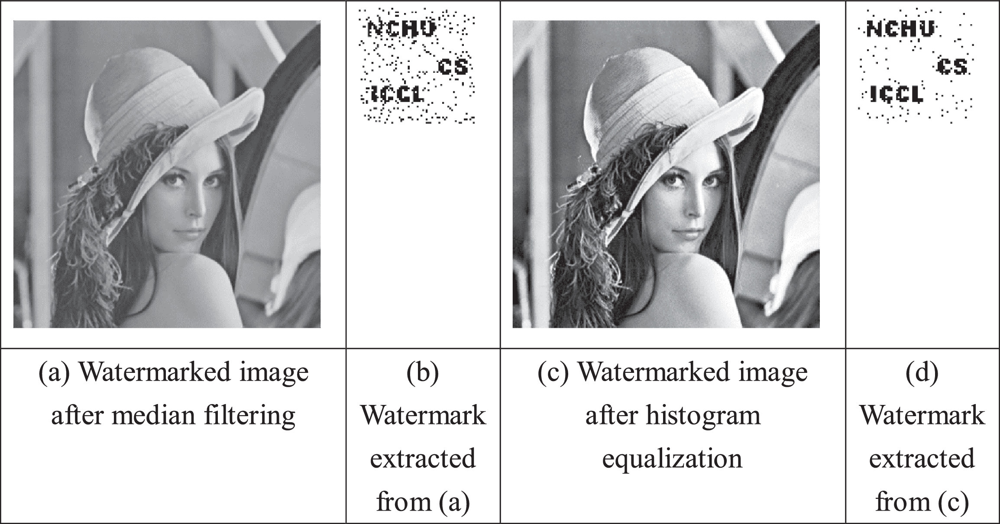 NCHU
CS
ICCL
NCHU
CS
ICCL
(a) Watermarked image
after median filtering
(b)
Watermark
extracted
from (a)
(c) Watermarked image
after histogram
equalization
(d)
Watermark
extracted
from (c)